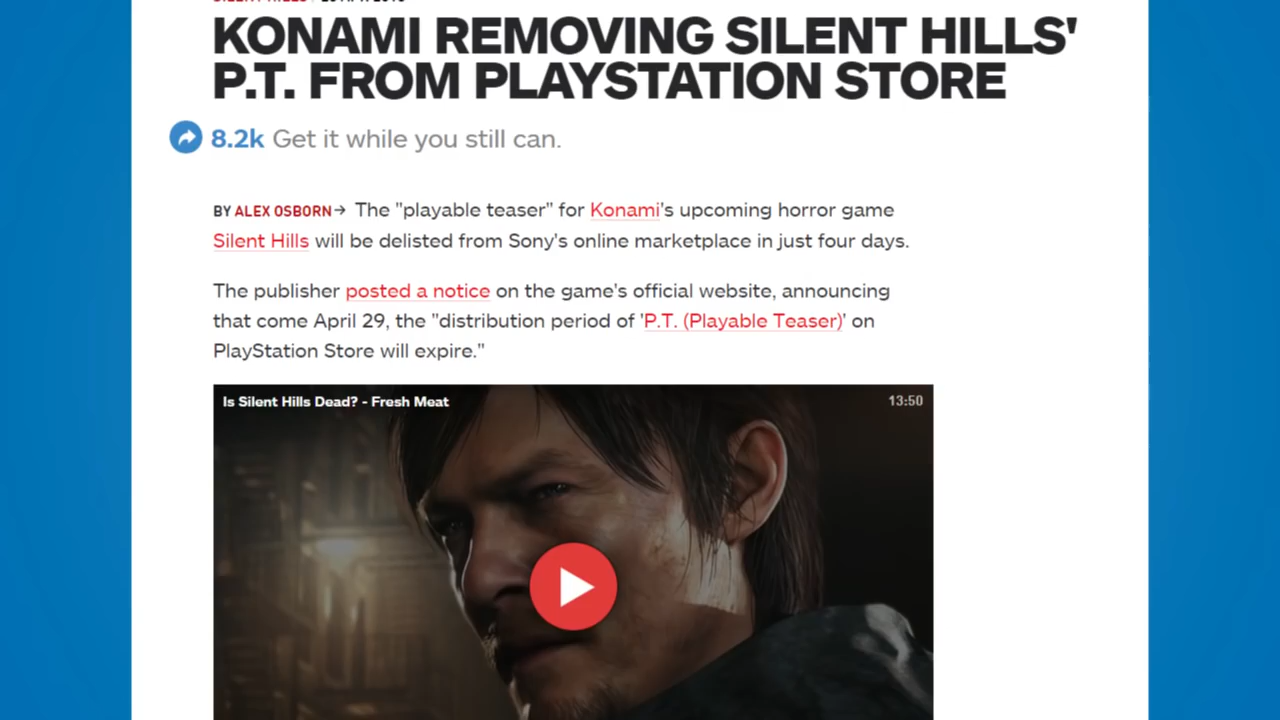 KONAMI REMOVING SILENT HILLS'
P.T. FROM PLAYSTATION STORE
8.2k Get it while you still can.
BY ALEX OSBORN→ The "playable teaser" for Konami's upcoming horror game
Silent Hills will be delisted from Sony's online marketplace in just four days.
The publisher posted a notice on the game's official website, announcing
that come April 29, the "distribution period of 'P.T. (Playable Teaser)' on
PlayStation Store will expire."
Is Silent Hills Dead? - Fresh Meat
13:50